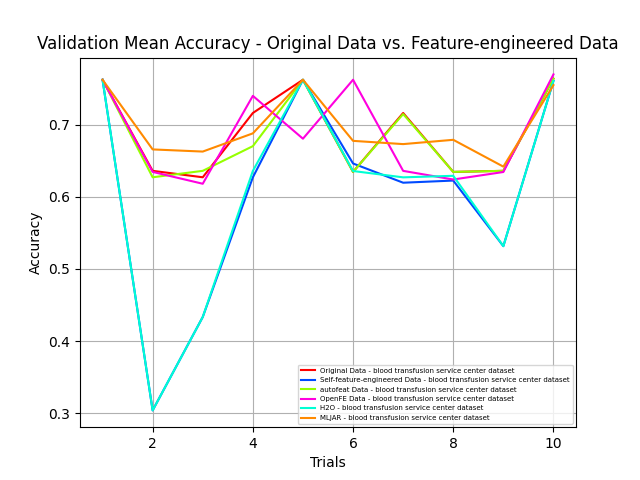 Validation Mean Accuracy - Original Data vs. Feature-engineered Data
0.7
0.6
0.5
0.4
0.3
Accuracy
Original Data - blood transfusion service center dataset
Self-feature-engineered Data - blood transfusion service center dataset
autofeat Data - blood transfusion service center dataset
OpenFE Data - blood transfusion service center dataset
H2O - blood transfusion service center dataset
MLJAR - blood transfusion service center dataset
2 4 6 8 10
Trials